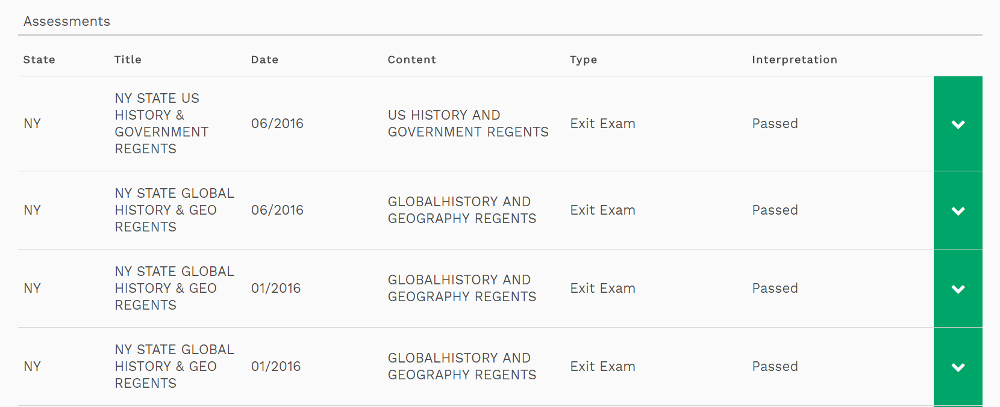 Assessments
State Title Date Content Type Interpretation
NY STATE US
HISTORY &
GOVERNMENT
REGENTS
NY
06/2016
US HISTORY AND
GOVERNMENT REGENTS
Exit Exam
Passed
NY
NY STATE GLOBAL
HISTORY & GEO
REGENTS
06/2016
GLOBALHISTORY AND
GEOGRAPHY REGENTS
Exit Exam
Passed
NY
NY STATE GLOBAL
HISTORY & GEO
REGENTS
01/2016
GLOBALHISTORY AND
GEOGRAPHY REGENTS
Exit Exam
Passed
NY
NY STATE GLOBAL
HISTORY & GEO
REGENTS
01/2016
GLOBALHISTORY AND
GEOGRAPHY REGENTS
Exit Exam
Passed